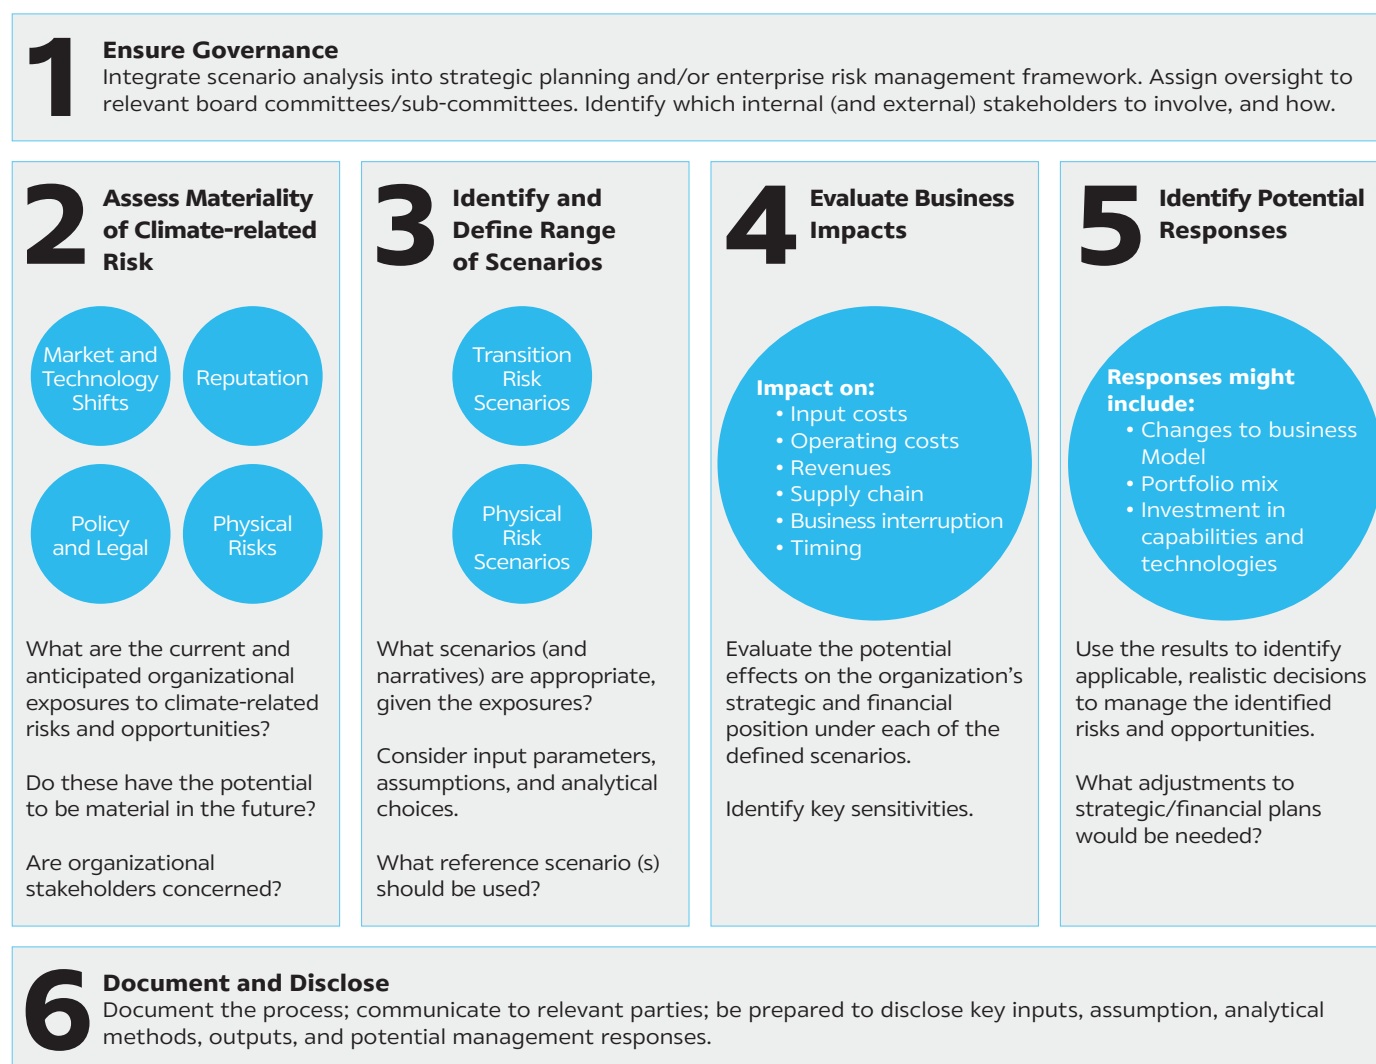 1
Ensure Governance
Integrate scenario analysis into strategic planning and/or enterprise risk management framework. Assign oversight to
relevant board committees/sub-committees. Identify which internal (and external) stakeholders to involve, and how.
2
Assess Materiality
of Climate-related
Risk
Market and
Technology
Shifts
Reputation
Policy
and Legal
Physical
Risks
What are the current and
anticipated organizational
exposures to climate-related
risks and opportunities?
Do these have the potential
to be material in the future?
Are organizational
stakeholders concerned?
3
Identify and
Define Range
of Scenarios
Transition
Risk
Scenarios
Physical
Risk
Scenarios
What scenarios (and
narratives) are appropriate,
given the exposures?
Consider input parameters,
assumptions, and analytical
choices.
What reference scenario (s)
should be used?
4
Evaluate Business
Impacts
Impact on:
• Input costs
• Operating costs
• Revenues
• Supply chain
• Business interruption
• Timing
Evaluate the potential
effects on the organization's
strategic and financial
position under each of the
defined scenarios.
Identify key sensitivities.
5
Identify Potential
Responses
Responses might
include:
• Changes to business
Model
• Portfolio mix
• Investment in
capabilities and
technologies
Use the results to identify
applicable, realistic decisions
to manage the identified
risks and opportunities.
What adjustments to
strategic/financial plans
would be needed?
6
Document and Disclose
Document the process; communicate to relevant parties; be prepared to disclose key inputs, assumption, analytical
methods, outputs, and potential management responses.